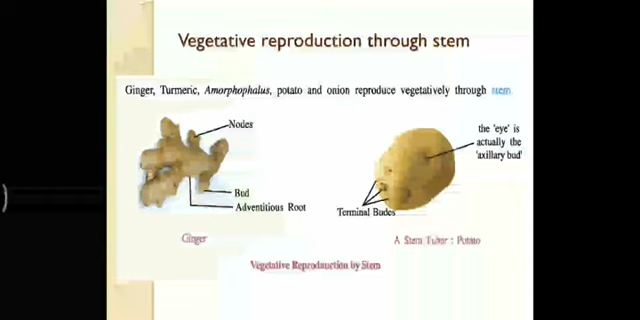 Vegetative reproduction through stem
Ginger, Turmeric, Amorphophalus, potato and onion reproduce vegetatively through stem.
Nodes
Bud
Adventitious Root
the 'eye' is
actually the
'axillary bud'
Terminal Budes
Ginger
A Stem Tuber : Potato
Vegetative Reproduuction by Stem